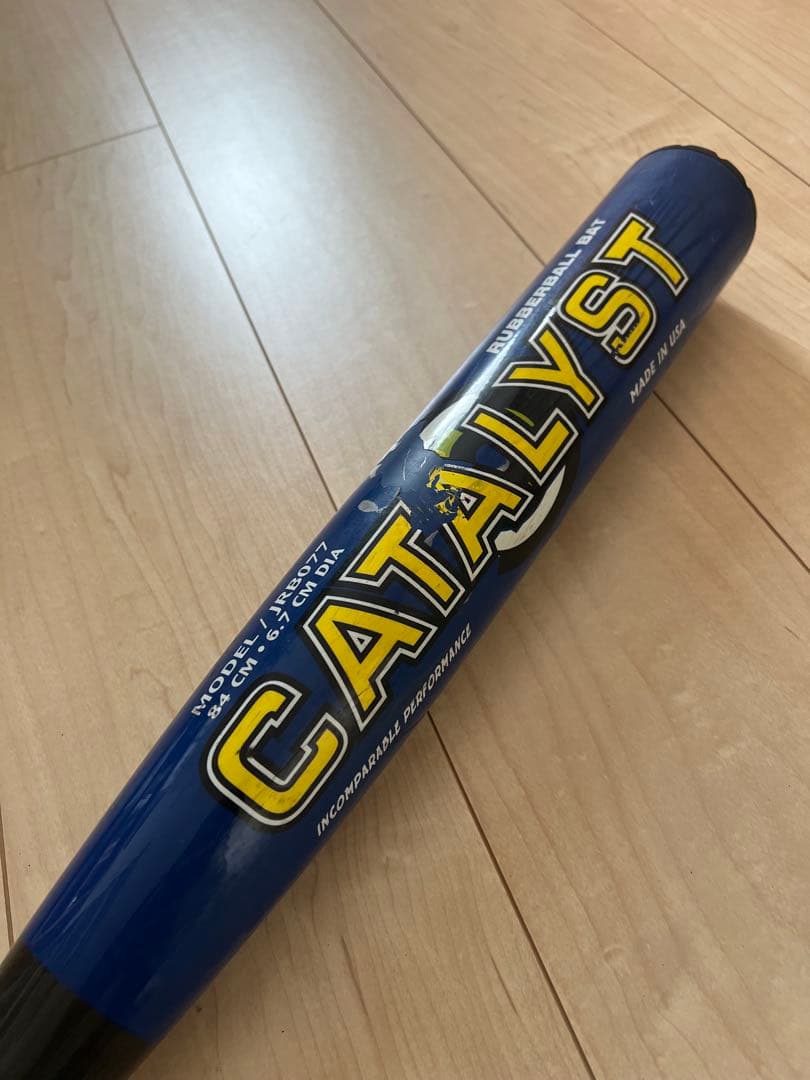 RUBBERBALL BAT
CATALYST
MADE IN USA
MODEL / JRB077
84 CM • 6.7 CM DIA
INCOMPARABLE PERFORMANCE